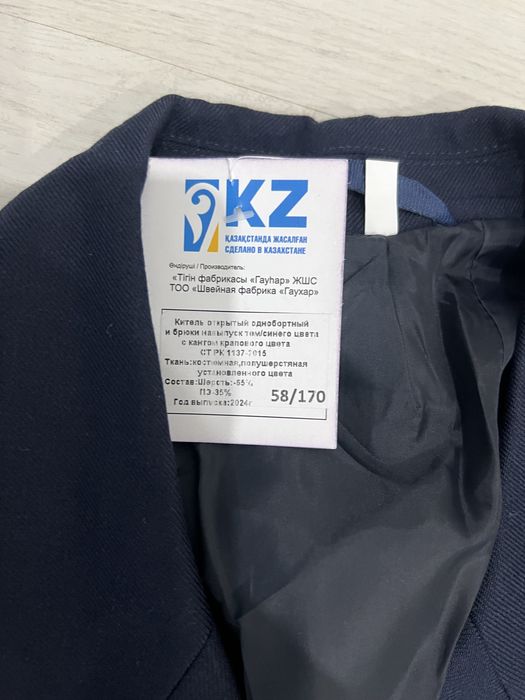 KZ
ҚАЗАҚСТАНДА ЖАСАЛҒАН
СДЕЛАНО В КАЗАХСТАНЕ
Өндіруші / Производитель:
«Тігін фабрикасы «Гауһар» ЖШС
ТОО «Швейная фабрика «Гаухар»
Китель открытый однобортный
и брюки навыпуск тем/синего цвета
с кантом крапового цвета
СТ РК 1137-2015
Ткань:костюмная,полушерстяная
установленного цвета
Состав:Шерсть:-65%
ПЭ-35%
58/170
Год выпуска:2024г